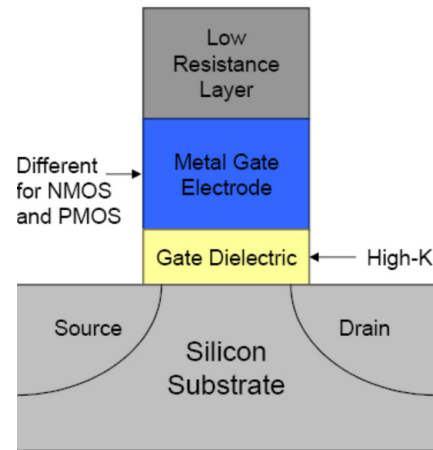 Low
Resistance
Layer
Different
for NMOS
and PMOS
Metal Gate
Electrode
Gate Dielectric
High-K
Source
Drain
Silicon
Substrate